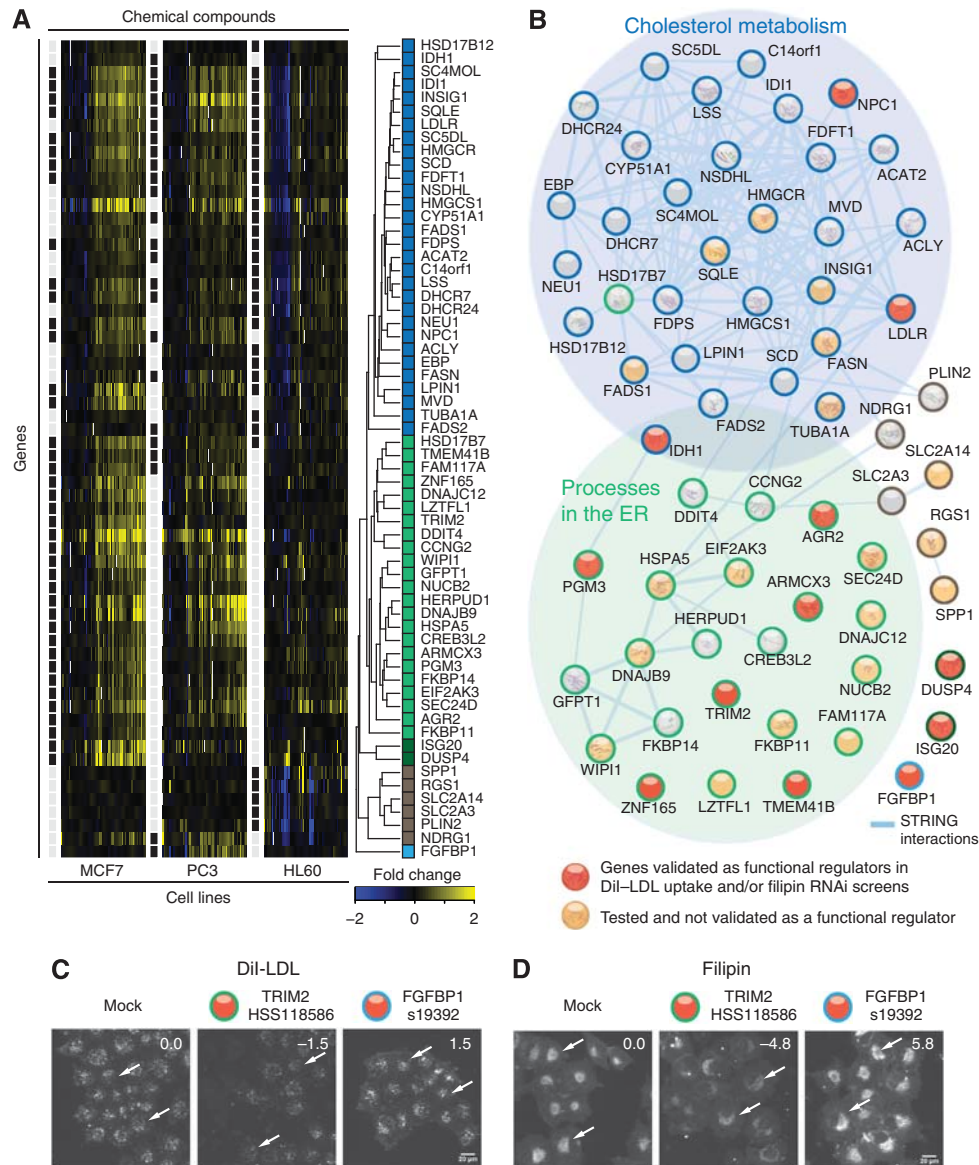 A
Chemical compounds
Genes
HSD17B12
IDH1
SC4MOL
IDI1
INSIG1
SQLE
LDLR
SC5DL
HMGCR
SCD
FDFT1
NSDHL
HMGCS1
CYP51A1
FADS1
FDPS
ACAT2
C14orf1
LSS
DHCR7
DHCR24
NEU1
NPC1
ACLY
EBP
FASN
LPIN1
MVD
TUBA1A
FADS2
HSD17B7
TMEM41B
FAM117A
ZNF165
DNAJC12
LZTFL1
TRIM2
DDIT4
CCNG2
WIPI1
GFPT1
NUCB2
HERPUD1
DNAJB9
HSPA5
CREB3L2
ARMCX3
PGM3
FKBP14
EIF2AK3
SEC24D
AGR2
FKBP11
ISG20
DUSP4
SPP1
RGS1
SLC2A14
SLC2A3
PLIN2
NDRG1
FGFBP1
MCF7 PC3 HL60
Cell lines
Fold change
−2 0 2
B
Cholesterol metabolism
SC5DL
C14orf1
LSS
IDI1
NPC1
DHCR24
FDFT1
CYP51A1
NSDHL
ACAT2
EBP
SC4MOL
HMGCR
MVD
DHCR7
ACLY
NEU1
SQLE
INSIG1
HSD17B7
FDPS
HMGCS1
LDLR
HSD17B12
LPIN1
SCD
FASN
FADS1
PLIN2
FADS2
TUBA1A
NDRG1
IDH1
SLC2A14
Processes
in the ER
CCNG2
SLC2A3
DDIT4
AGR2
RGS1
HSPA5
EIF2AK3
SEC24D
PGM3
ARMCX3
SPP1
HERPUD1
DNAJC12
CREB3L2
DNAJB9
NUCB2
DUSP4
GFPT1
TRIM2
FAM117A
FKBP14
FKBP11
ISG20
WIPI1
FGFBP1
ZNF165
LZTFL1
TMEM41B
STRING
interactions
Genes validated as functional regulators in
Dil–LDL uptake and/or filipin RNAi screens
Tested and not validated as a functional regulator
C
Dil-LDL
Mock
TRIM2
HSS118586
FGFBP1
s19392
0.0
−1.5
1.5
20 µm
D
Filipin
Mock
TRIM2
HSS118586
FGFBP1
s19392
0.0
−4.8
5.8
20 µm